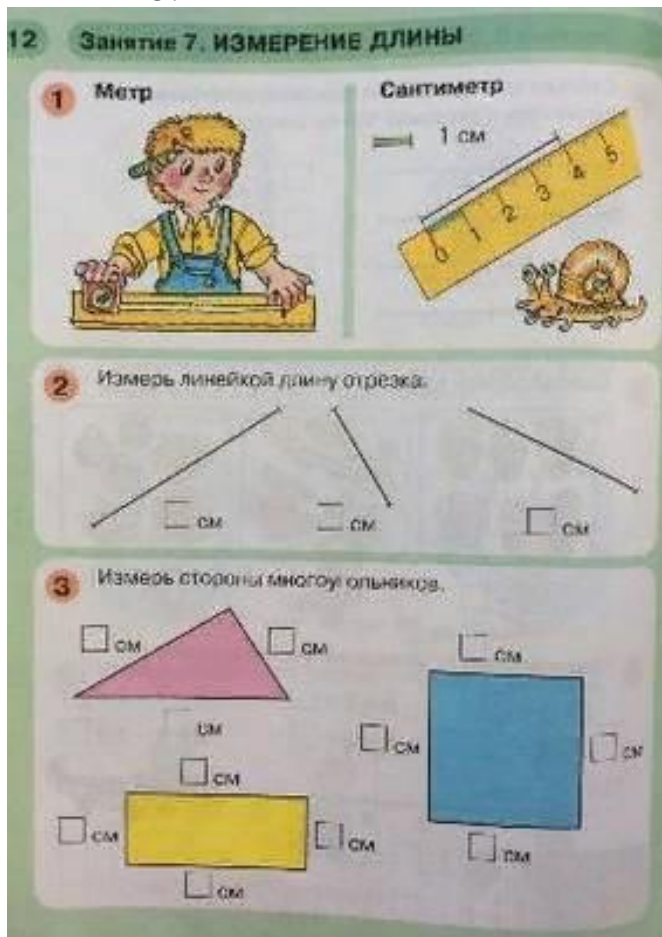 12 Занятие 7. ИЗМЕРЕНИЕ ДЛИНЫ
1 Метр
Сантиметр
1 см
0 1 2 3 4 5
2 Измерь линейкой длину отрезка.
см см см
3 Измерь стороны многоугольников.
см см
см
см
см см
см
см см
см
см